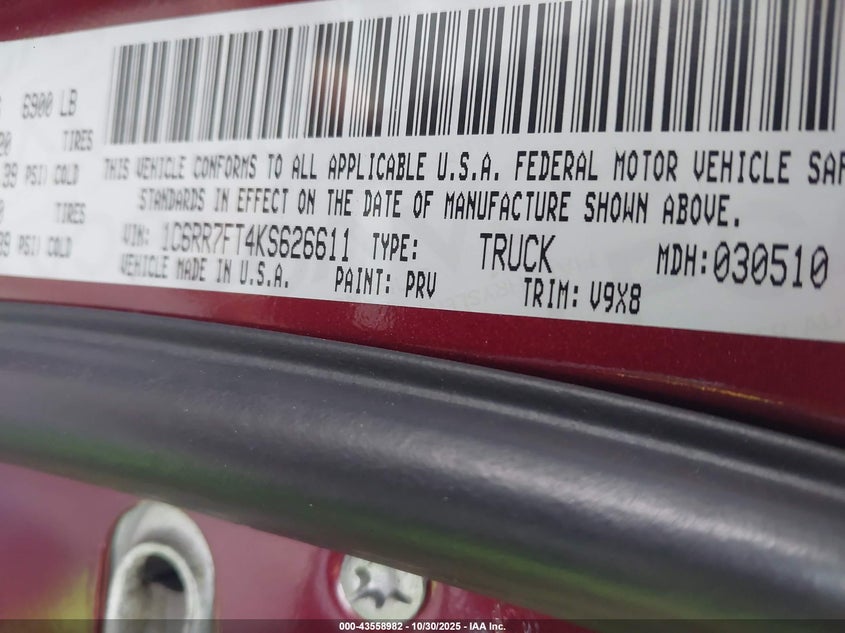 6900 LB
TIRES
39 PSI/ COLD
TIRES
39 PSI/ COLD
THIS VEHICLE CONFORMS TO ALL APPLICABLE U.S.A. FEDERAL MOTOR VEHICLE SAF
STANDARDS IN EFFECT ON THE DATE OF MANUFACTURE SHOWN ABOVE.
VIN: 1C6RR7FT4KS626611 TYPE: TRUCK MDH: 030510
VEHICLE MADE IN U.S.A. PAINT: PRV TRIM: V9X8
000-43558982 - 10/30/2025 - IAA Inc.